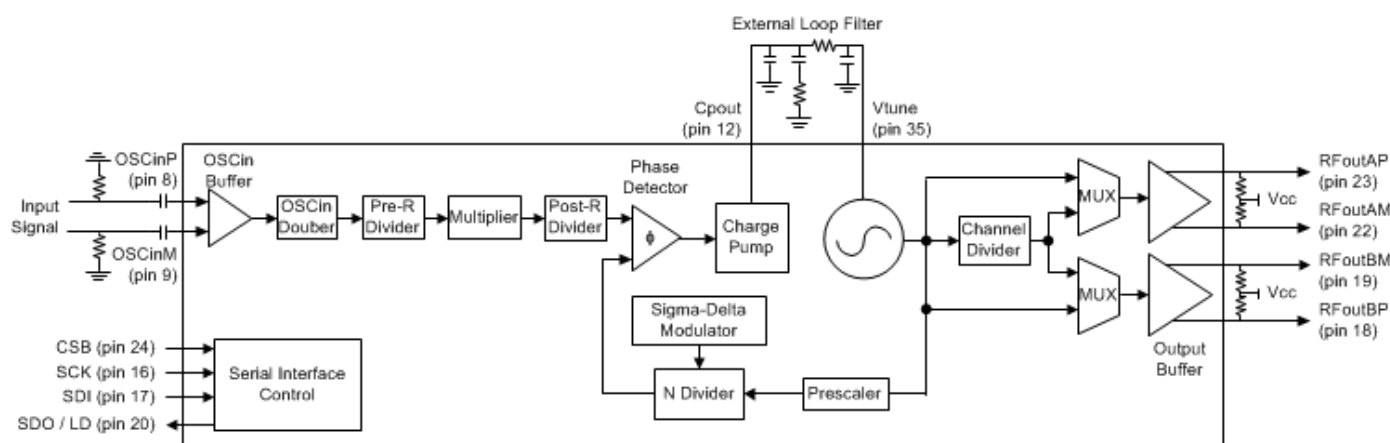 External Loop Filter
Cpout
(pin 12)
Vtune
(pin 35)
OSCinP
(pin 8)
OSCin
Buffer
Input
Signal
OSCinM
(pin 9)
OSCin
Douber
Pre-R
Divider
Multiplier
Post-R
Divider
Phase
Detector
ϕ
Charge
Pump
Channel
Divider
MUX
MUX
RFoutAP
(pin 23)
Vcc
RFoutAM
(pin 22)
RFoutBM
(pin 19)
Vcc
RFoutBP
(pin 18)
Output
Buffer
Sigma-Delta
Modulator
N Divider
Prescaler
CSB (pin 24)
SCK (pin 16)
SDI (pin 17)
SDO / LD (pin 20)
Serial Interface
Control